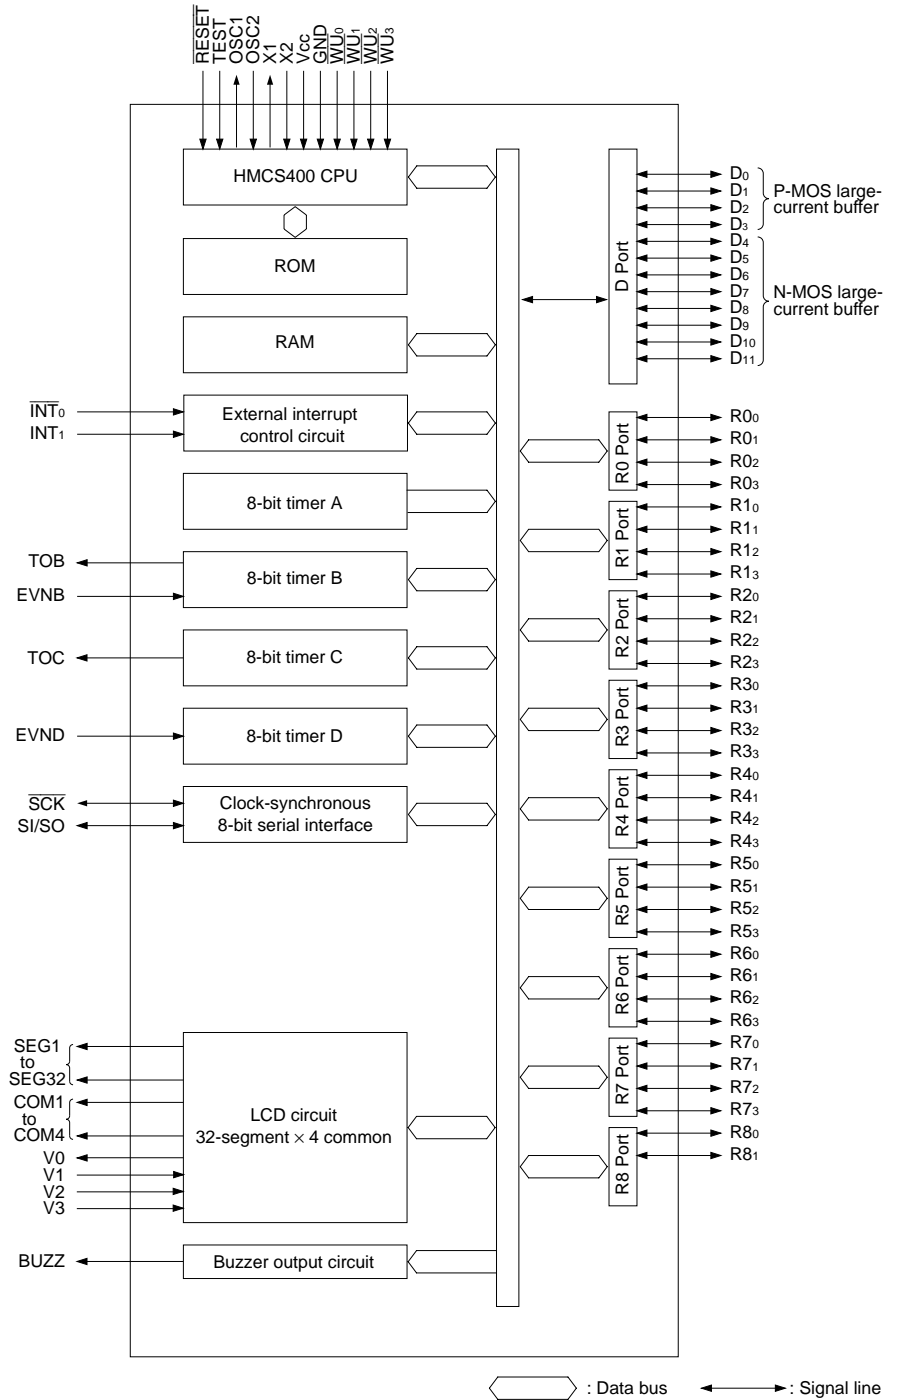 R̅E̅S̅E̅T̅
TEST
OSC1
OSC2
X1
X2
Vcc
GND
W̅U̅₀
W̅U̅₁
W̅U̅₂
W̅U̅₃
HMCS400 CPU
ROM
RAM
I̅N̅T̅₀
INT₁
External interrupt
control circuit
8-bit timer A
TOB
EVNB
8-bit timer B
TOC
8-bit timer C
EVND
8-bit timer D
S̅C̅K̅
SI/SO
Clock-synchronous
8-bit serial interface
SEG1
to
SEG32
COM1
to
COM4
V0
V1
V2
V3
LCD circuit
32-segment × 4 common
BUZZ
Buzzer output circuit
D Port
D₀
D₁
D₂
D₃
P-MOS large-
current buffer
D₄
D₅
D₆
D₇
D₈
D₉
D₁₀
D₁₁
N-MOS large-
current buffer
R0 Port
R0₀
R0₁
R0₂
R0₃
R1 Port
R1₀
R1₁
R1₂
R1₃
R2 Port
R2₀
R2₁
R2₂
R2₃
R3 Port
R3₀
R3₁
R3₂
R3₃
R4 Port
R4₀
R4₁
R4₂
R4₃
R5 Port
R5₀
R5₁
R5₂
R5₃
R6 Port
R6₀
R6₁
R6₂
R6₃
R7 Port
R7₀
R7₁
R7₂
R7₃
R8 Port
R8₀
R8₁
: Data bus
: Signal line